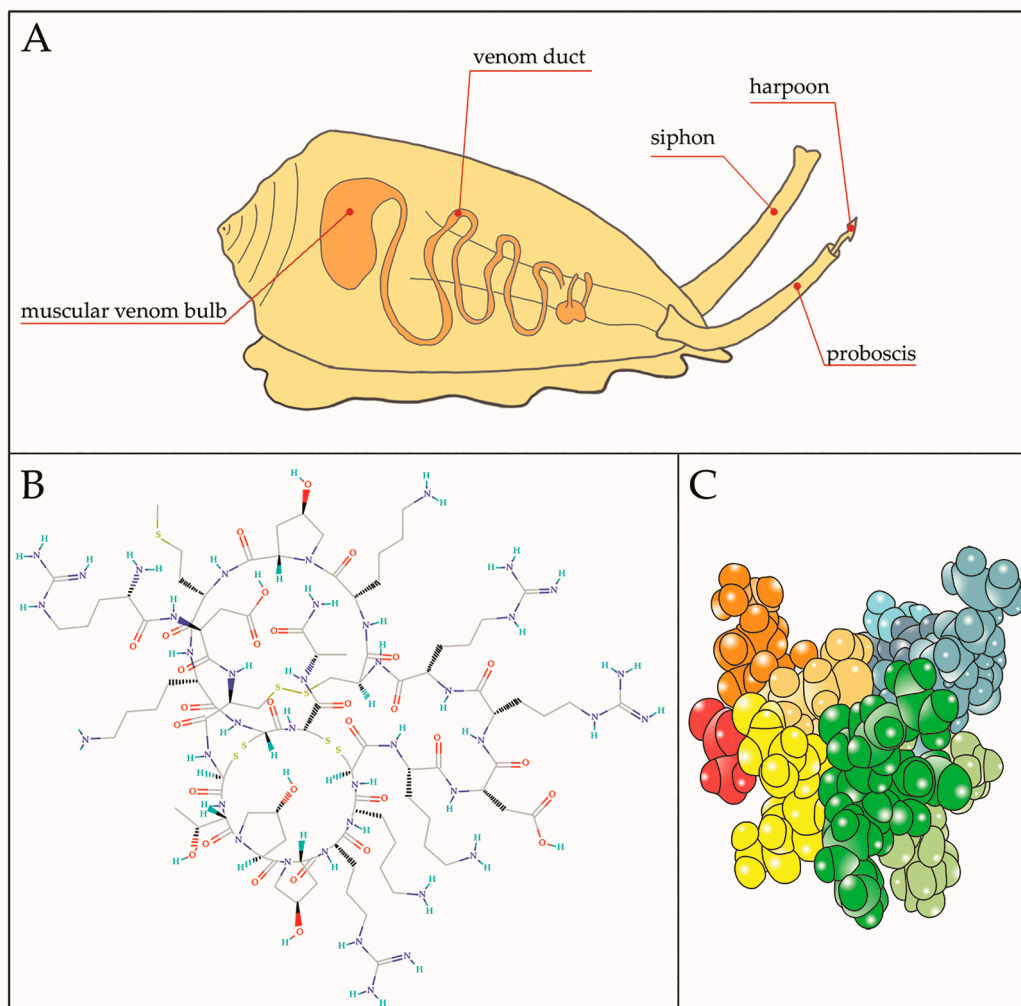 A
venom duct
harpoon
siphon
muscular venom bulb
proboscis
B
C